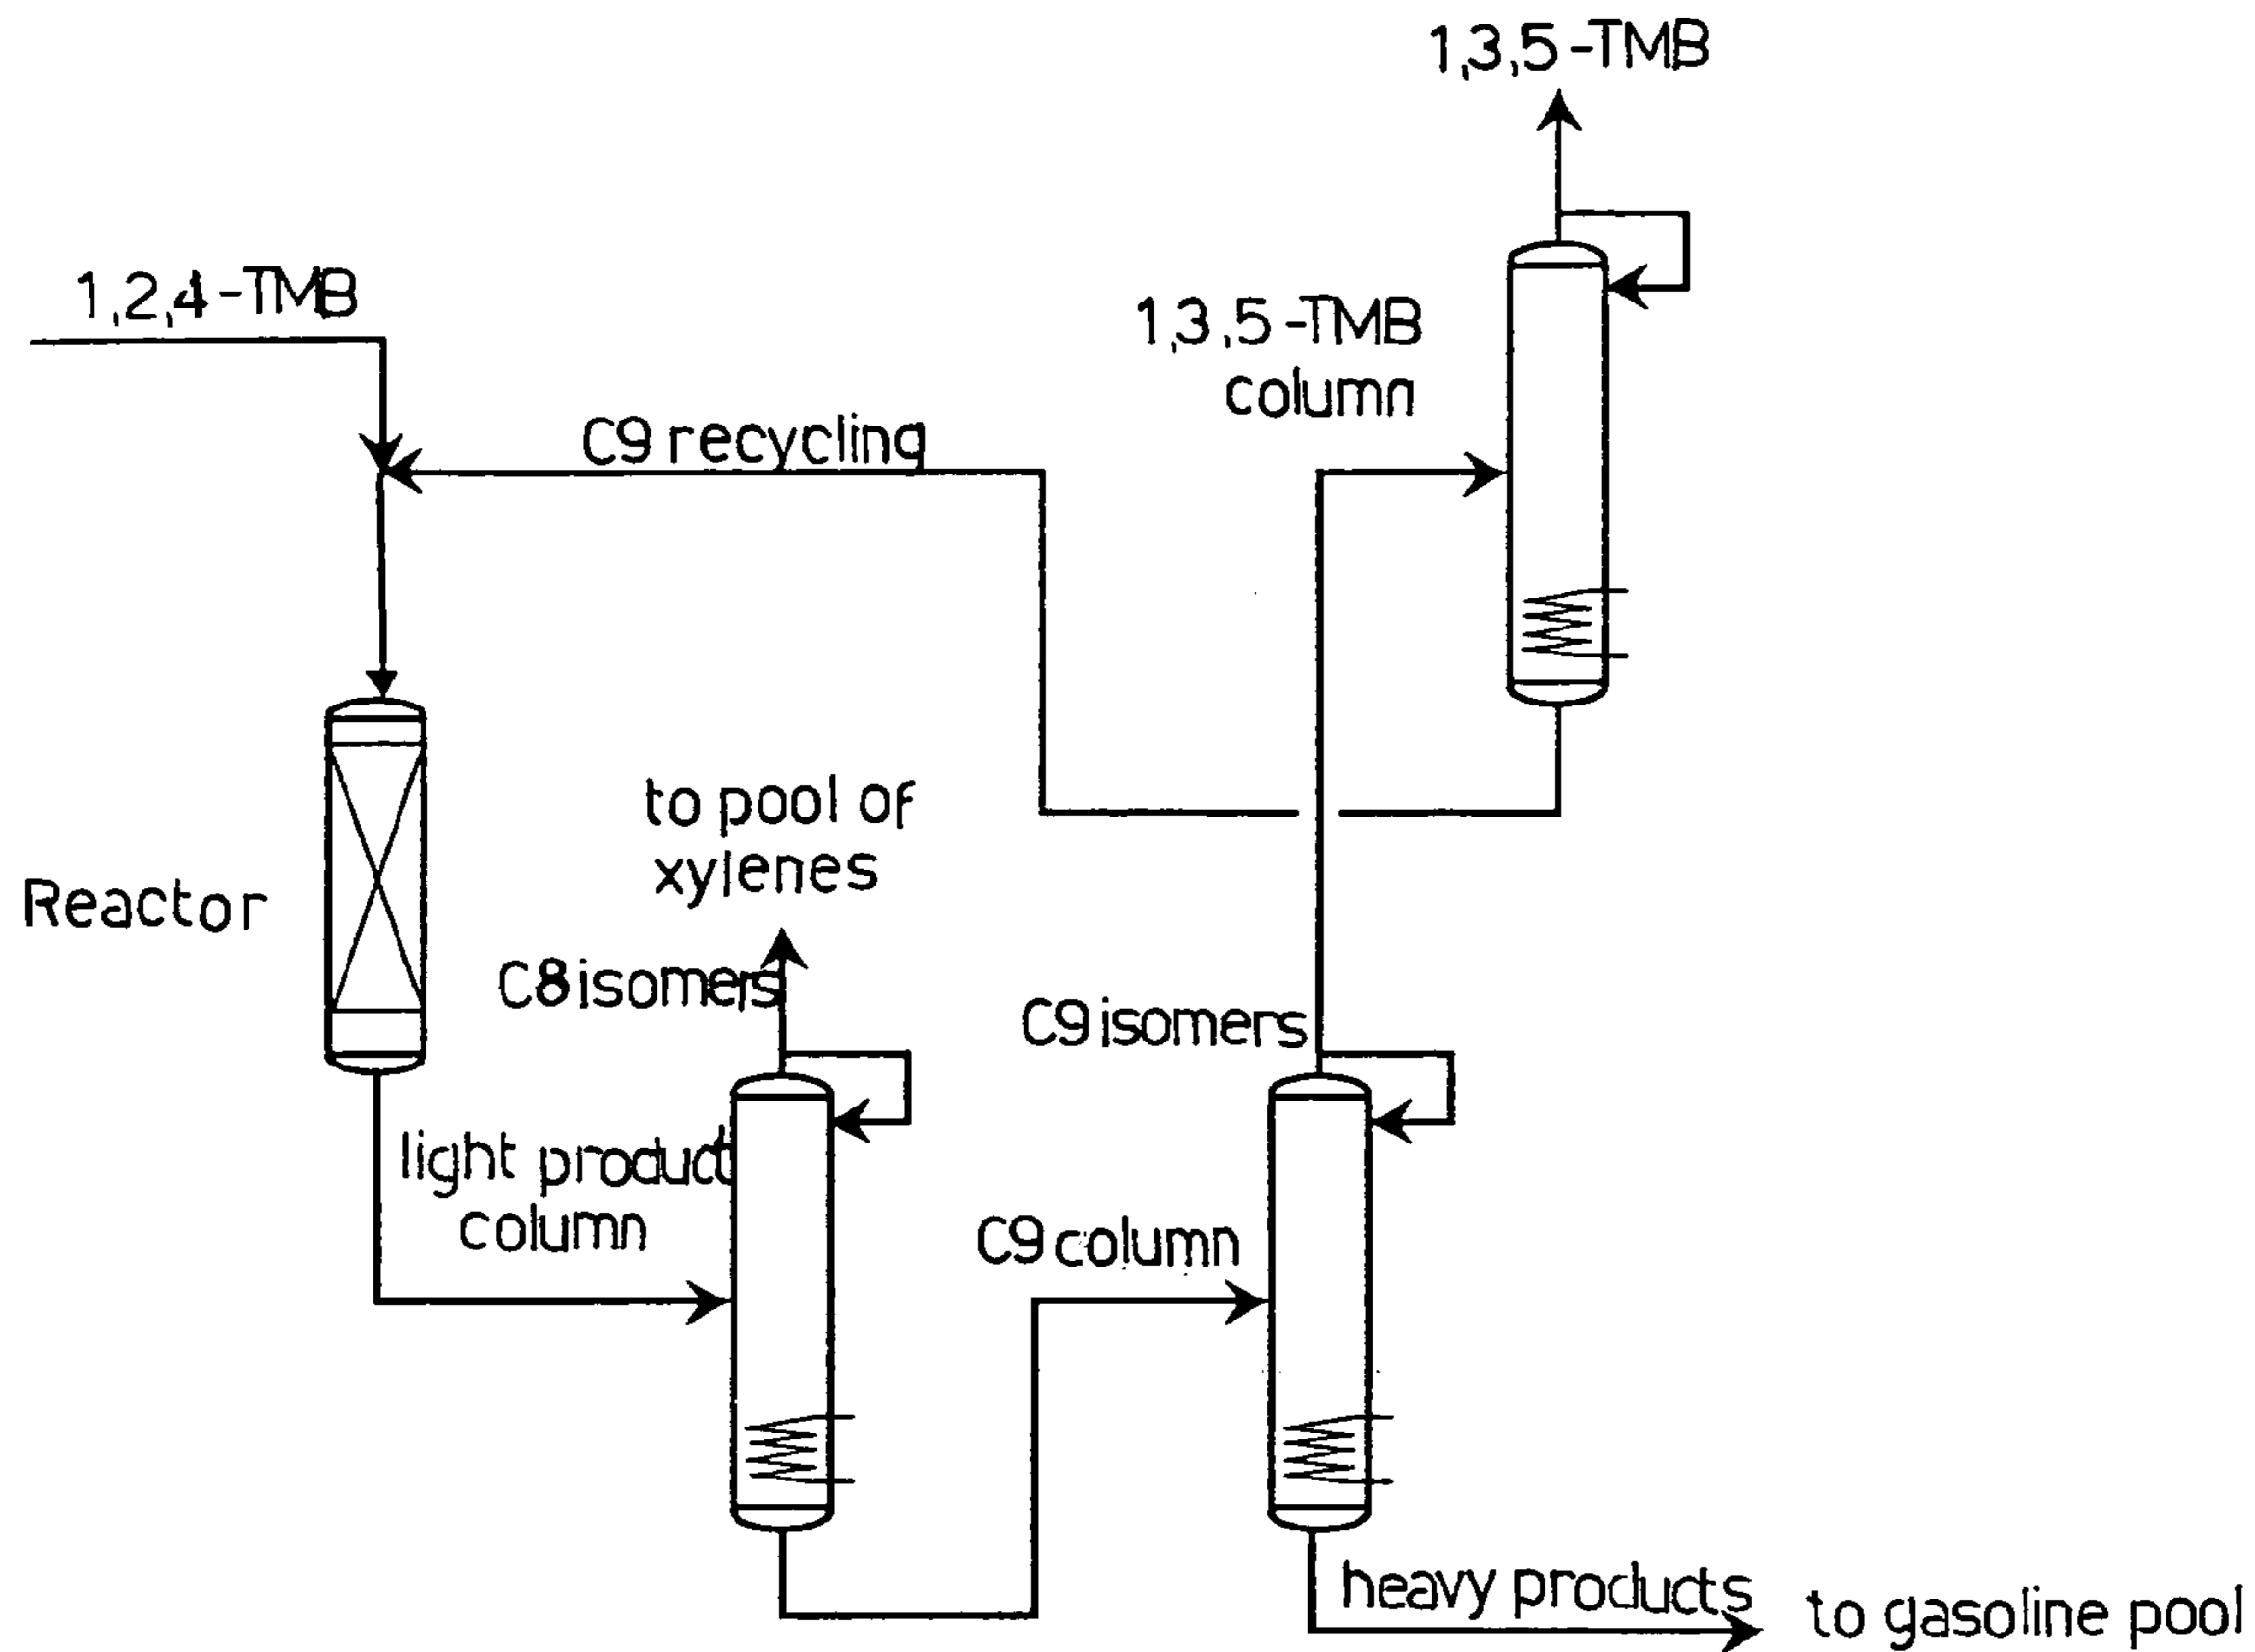 1,3,5-TMB
1,2,4-TMB
1,3,5-TMB
column
C9 recycling
to pool of
xylenes
Reactor
C8 isomers
C9 isomers
light product
column
C9 column
heavy products
to gasoline pool